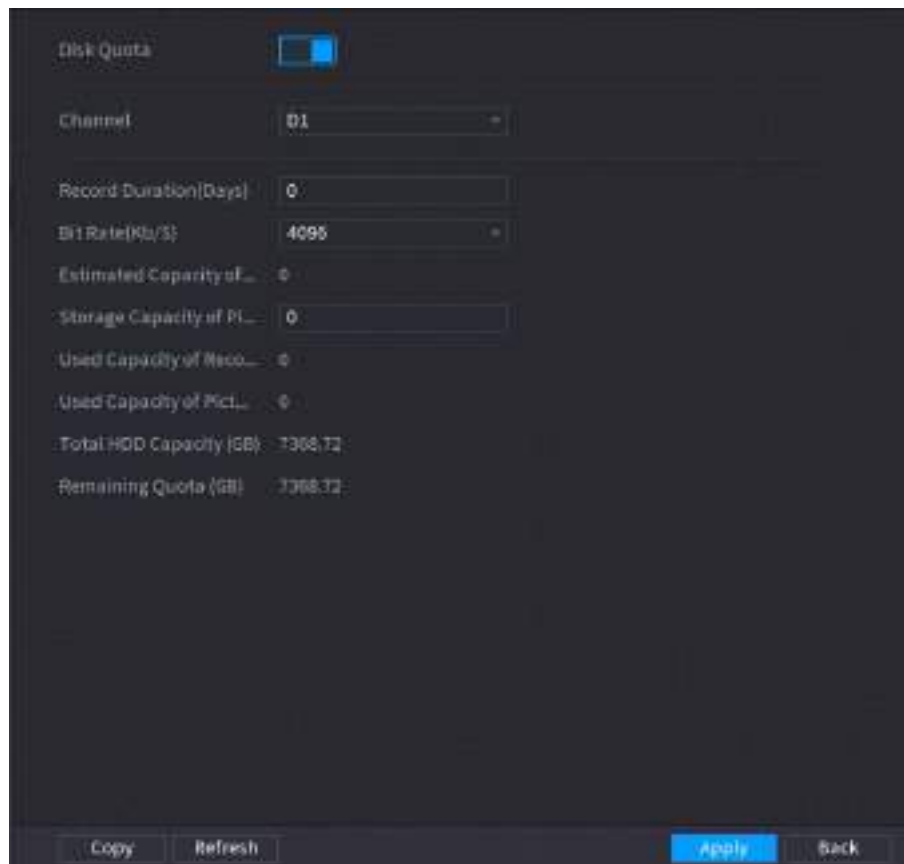 Disk Quota
Channel D1
Record Duration(Days) 0
Bit Rate(Kb/S) 4096
Estimated Capacity of... 0
Storage Capacity of Pi... 0
Used Capacity of Reco... 0
Used Capacity of Pict... 0
Total HDD Capacity (GB) 7368.72
Remaining Quota (GB) 7368.72
Copy Refresh Apply Back